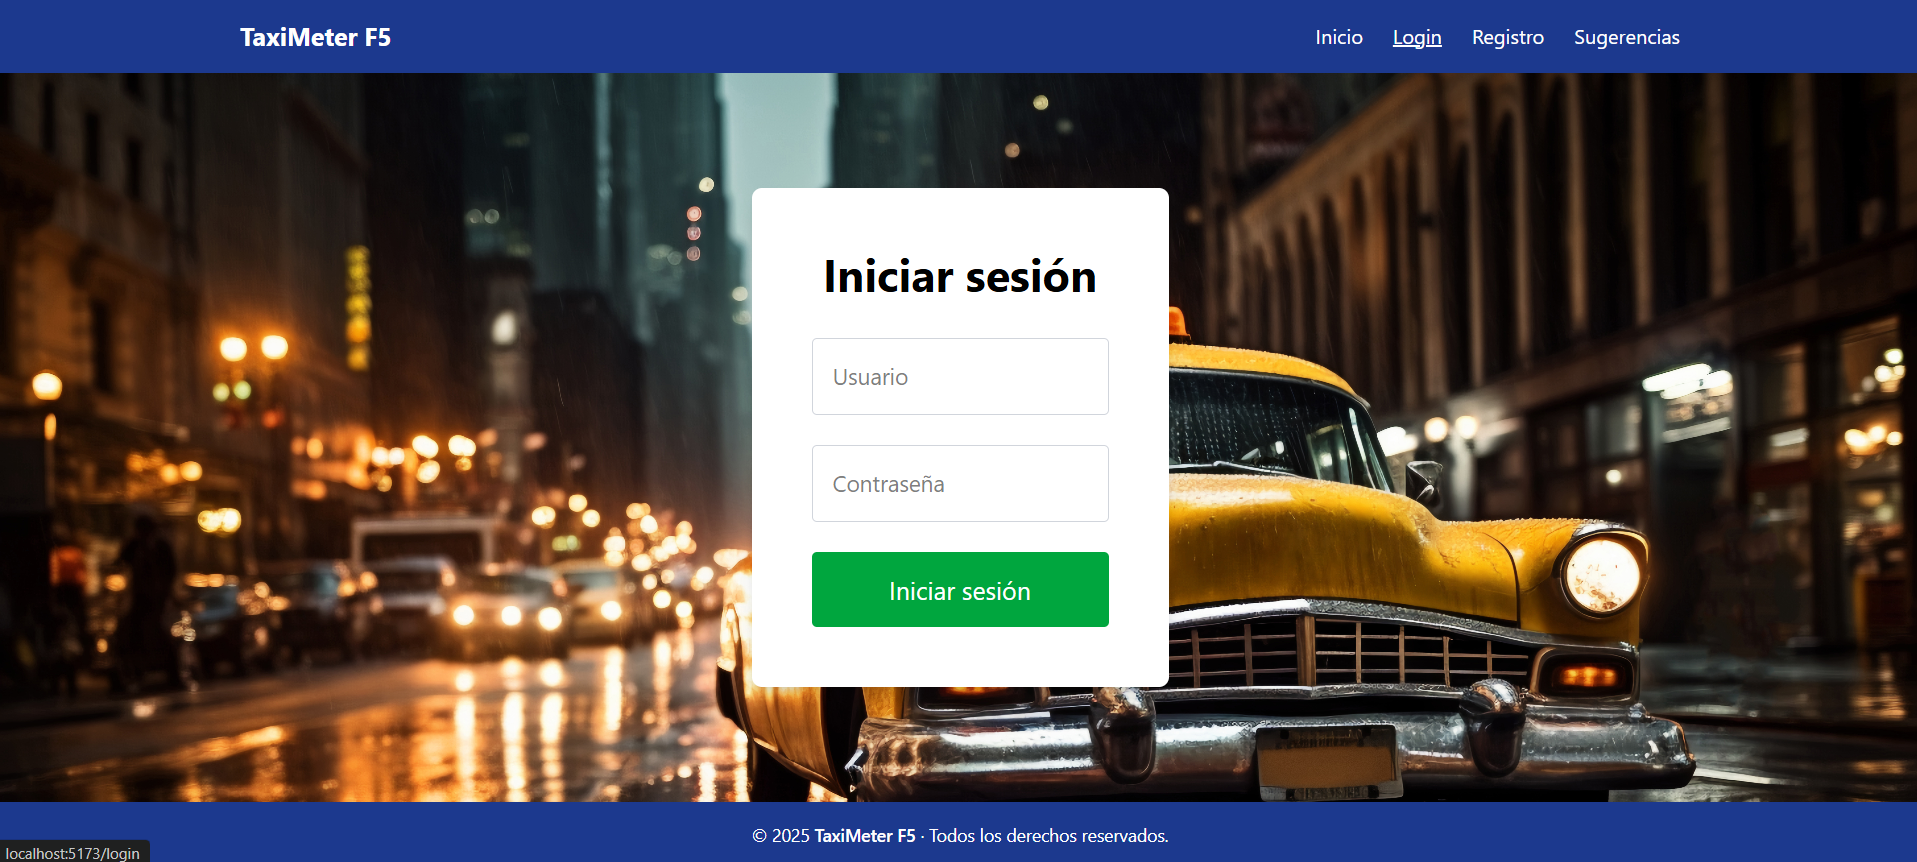 TaxiMeter F5
Inicio Login Registro Sugerencias
Iniciar sesión
Usuario
Contraseña
Iniciar sesión
© 2025 TaxiMeter F5 · Todos los derechos reservados.
localhost:5173/login